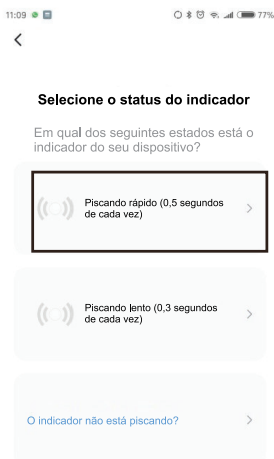 11:09 77%
Selecione o status do indicador
Em qual dos seguintes estados está o
indicador do seu dispositivo?
Piscando rápido (0,5 segundos
de cada vez)
Piscando lento (0,3 segundos
de cada vez)
O indicador não está piscando?